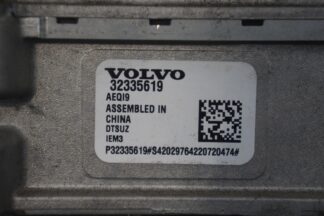 VOLVO
32335619
AEQI9
ASSEMBLED IN
CHINA
DTSUZ
IEM3
P32335619#S42029764220720474#